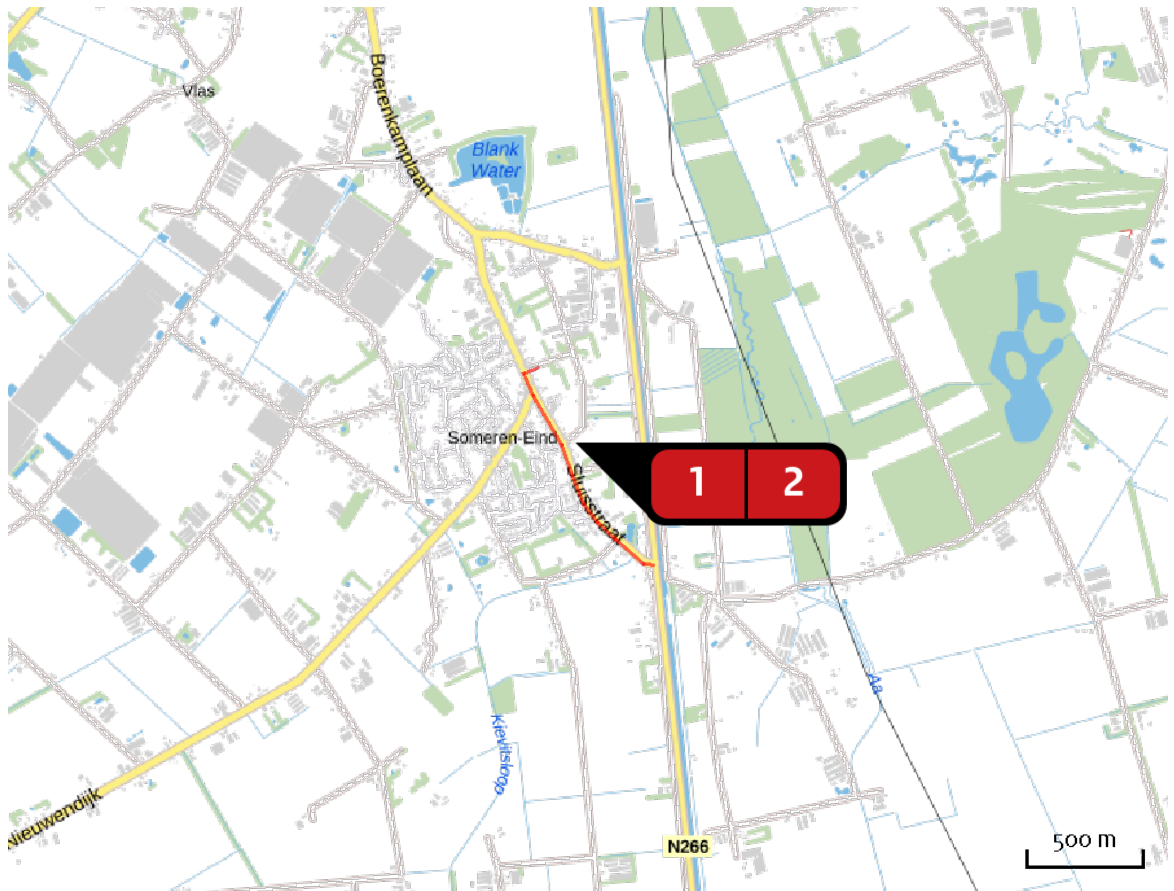 Vlas
Boerenkamplaan
Blank
Water
Someren-Eind
Sluisstraat
1 2
Aa
Kievitsloop
Nieuwendijk
N266
500 m